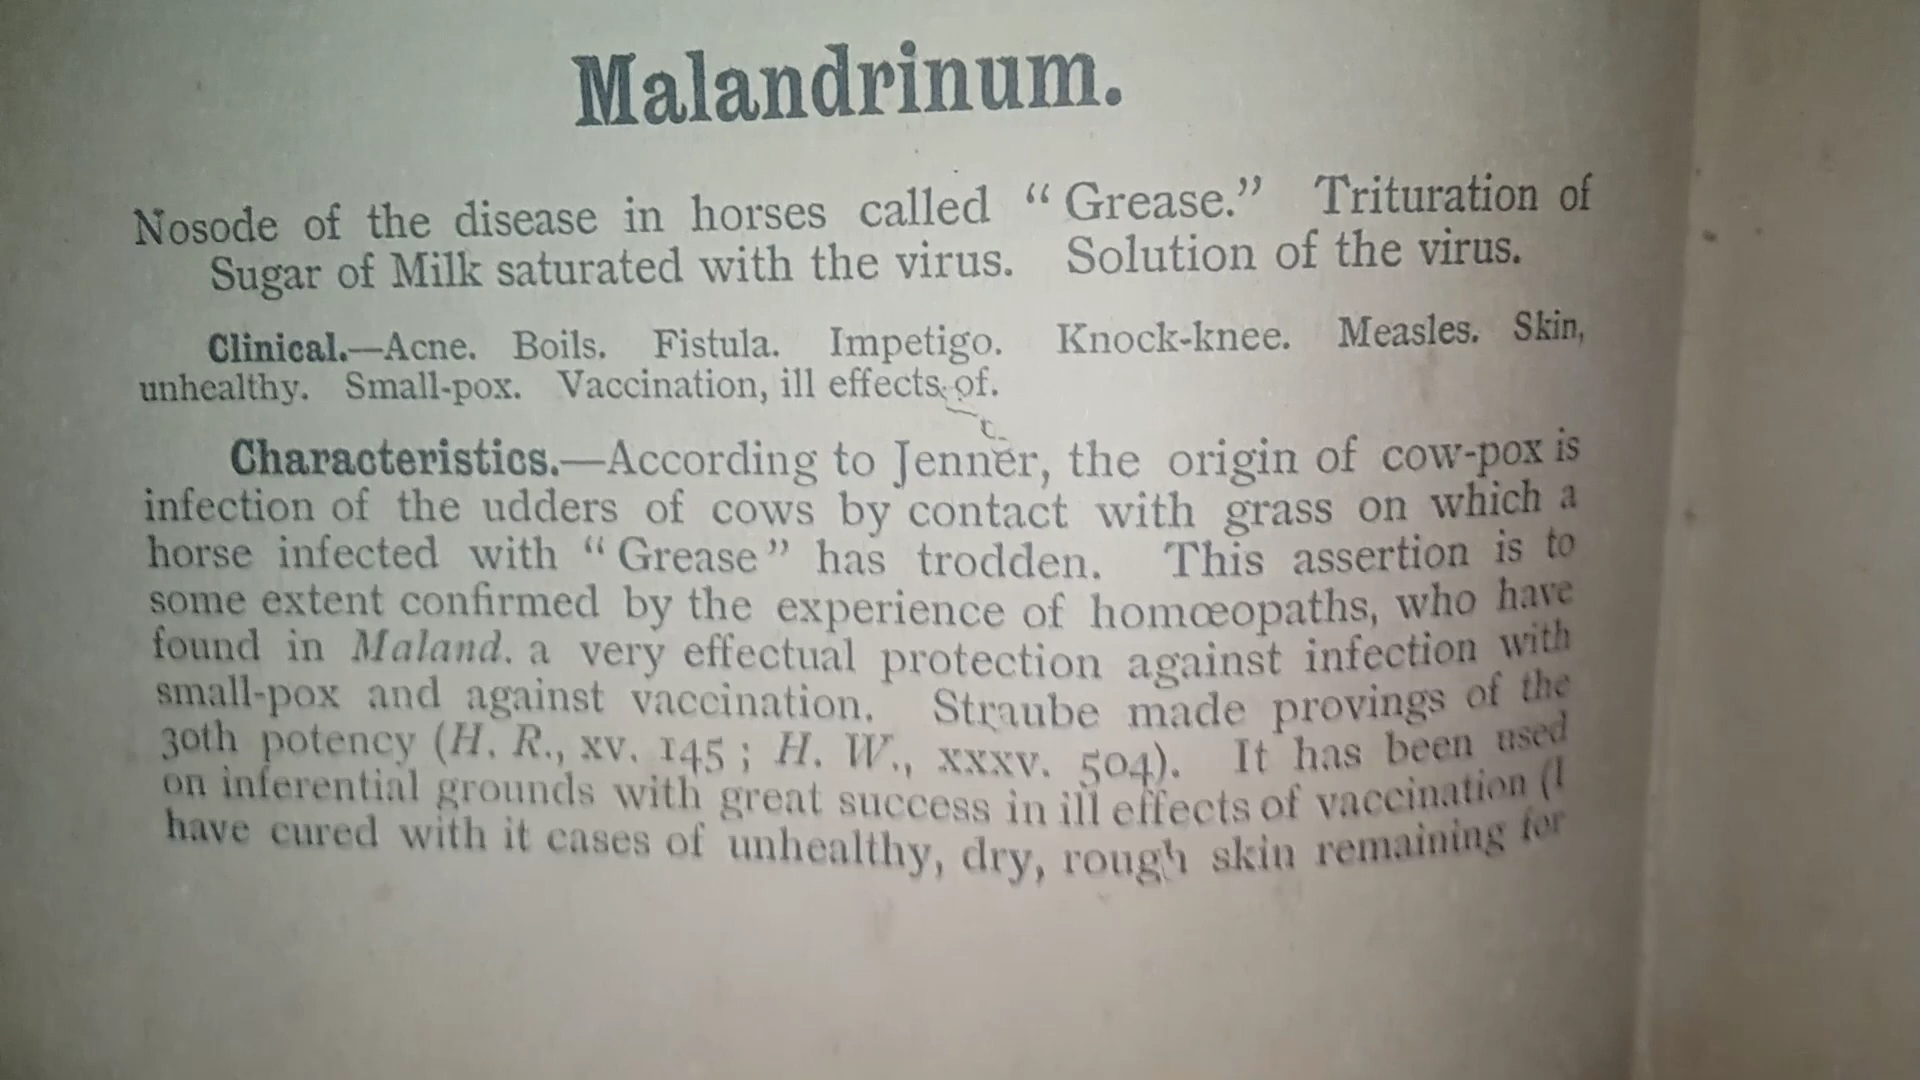 Malandrinum.
Nosode of the disease in horses called “Grease.” Trituration of
Sugar of Milk saturated with the virus. Solution of the virus.
Clinical.—Acne. Boils. Fistula. Impetigo. Knock-knee. Measles. Skin,
unhealthy. Small-pox. Vaccination, ill effects of.
Characteristics.—According to Jenner, the origin of cow-pox is
infection of the udders of cows by contact with grass on which a
horse infected with “Grease” has trodden. This assertion is to
some extent confirmed by the experience of homœopaths, who have
found in Maland. a very effectual protection against infection with
small-pox and against vaccination. Straube made provings of the
30th potency (H. R., xv. 145; H. W., xxxv. 504). It has been used
on inferential grounds with great success in ill effects of vaccination (I
have cured with it cases of unhealthy, dry, rough skin remaining for